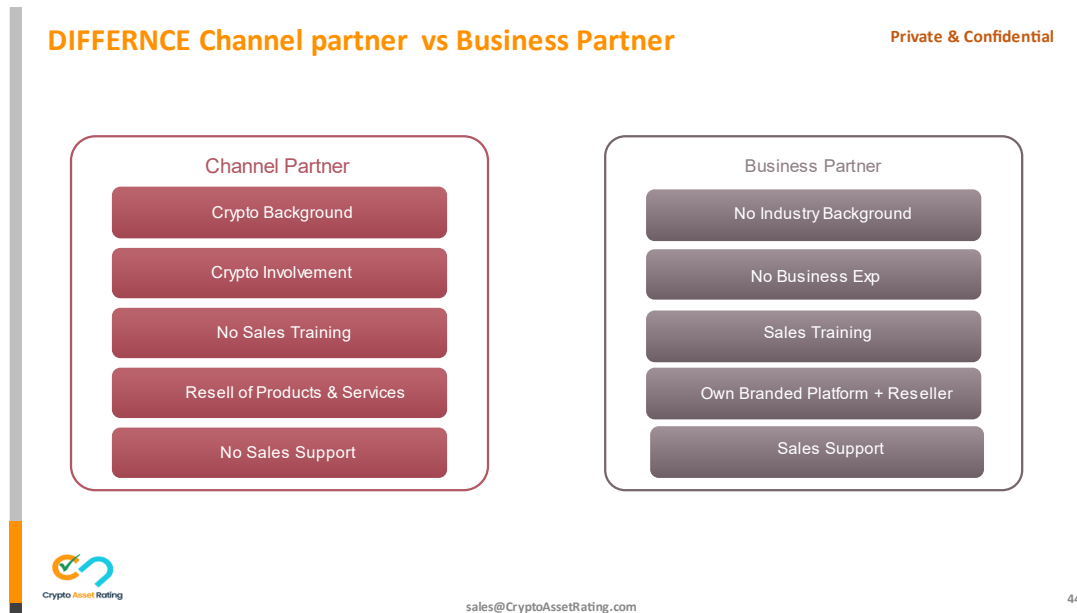 DIFFERNCE Channel partner vs Business Partner
Private & Confidential
Channel Partner
Crypto Background
Crypto Involvement
No Sales Training
Resell of Products & Services
No Sales Support
Business Partner
No Industry Background
No Business Exp
Sales Training
Own Branded Platform + Reseller
Sales Support
Crypto Asset Rating
sales@CryptoAssetRating.com
44